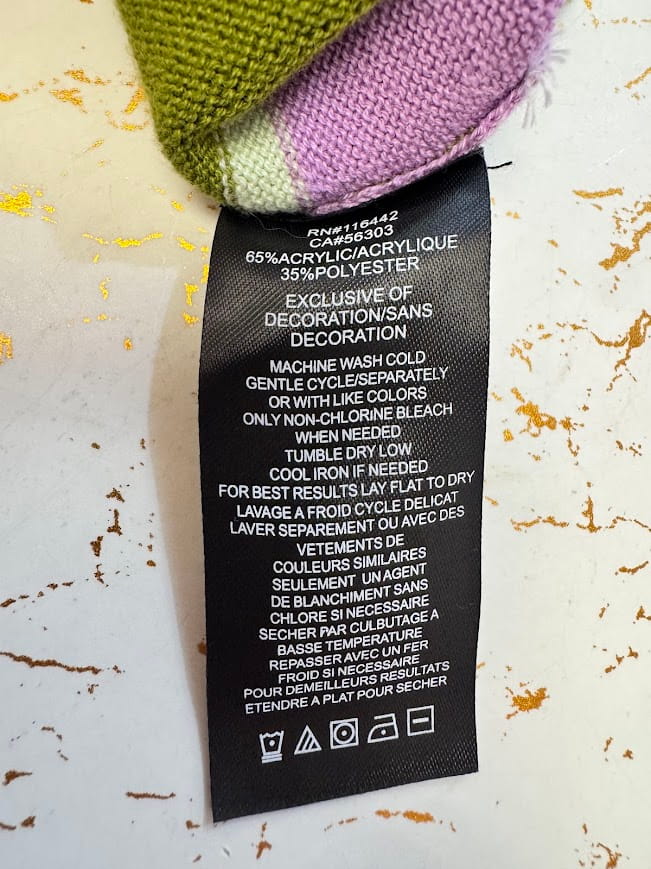 RN#116442
CA#56303
65%ACRYLIC/ACRYLIQUE
35%POLYESTER
EXCLUSIVE OF
DECORATION/SANS
DECORATION
MACHINE WASH COLD
GENTLE CYCLE/SEPARATELY
OR WITH LIKE COLORS
ONLY NON-CHLORINE BLEACH
WHEN NEEDED
TUMBLE DRY LOW
COOL IRON IF NEEDED
FOR BEST RESULTS LAY FLAT TO DRY
LAVAGE A FROID CYCLE DELICAT
LAVER SEPAREMENT OU AVEC DES
VETEMENTS DE
COULEURS SIMILAIRES
SEULEMENT UN AGENT
DE BLANCHIMENT SANS
CHLORE SI NECESSAIRE
SECHER PAR CULBUTAGE A
BASSE TEMPERATURE
REPASSER AVEC UN FER
FROID SI NECESSAIRE
POUR DEMEILLEURS RESULTATS
ETENDRE A PLAT POUR SECHER